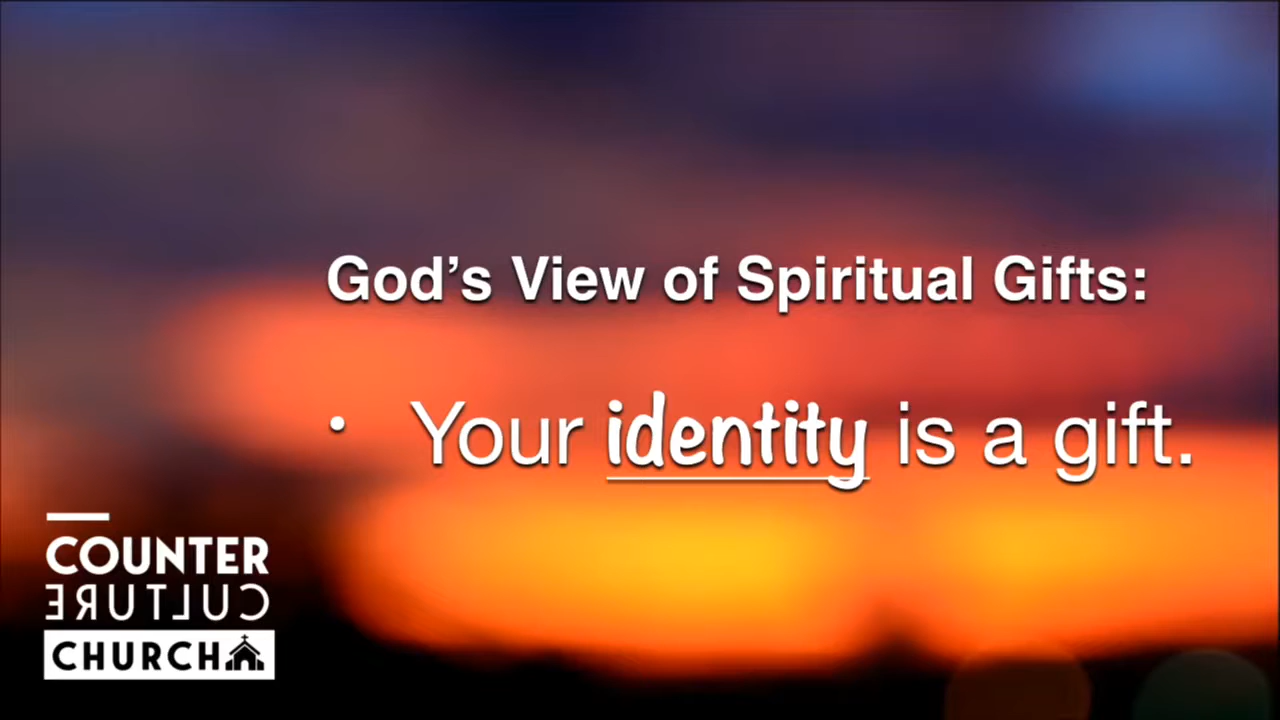 God’s View of Spiritual Gifts:
• Your identity is a gift.
COUNTER
CULTURE
CHURCH